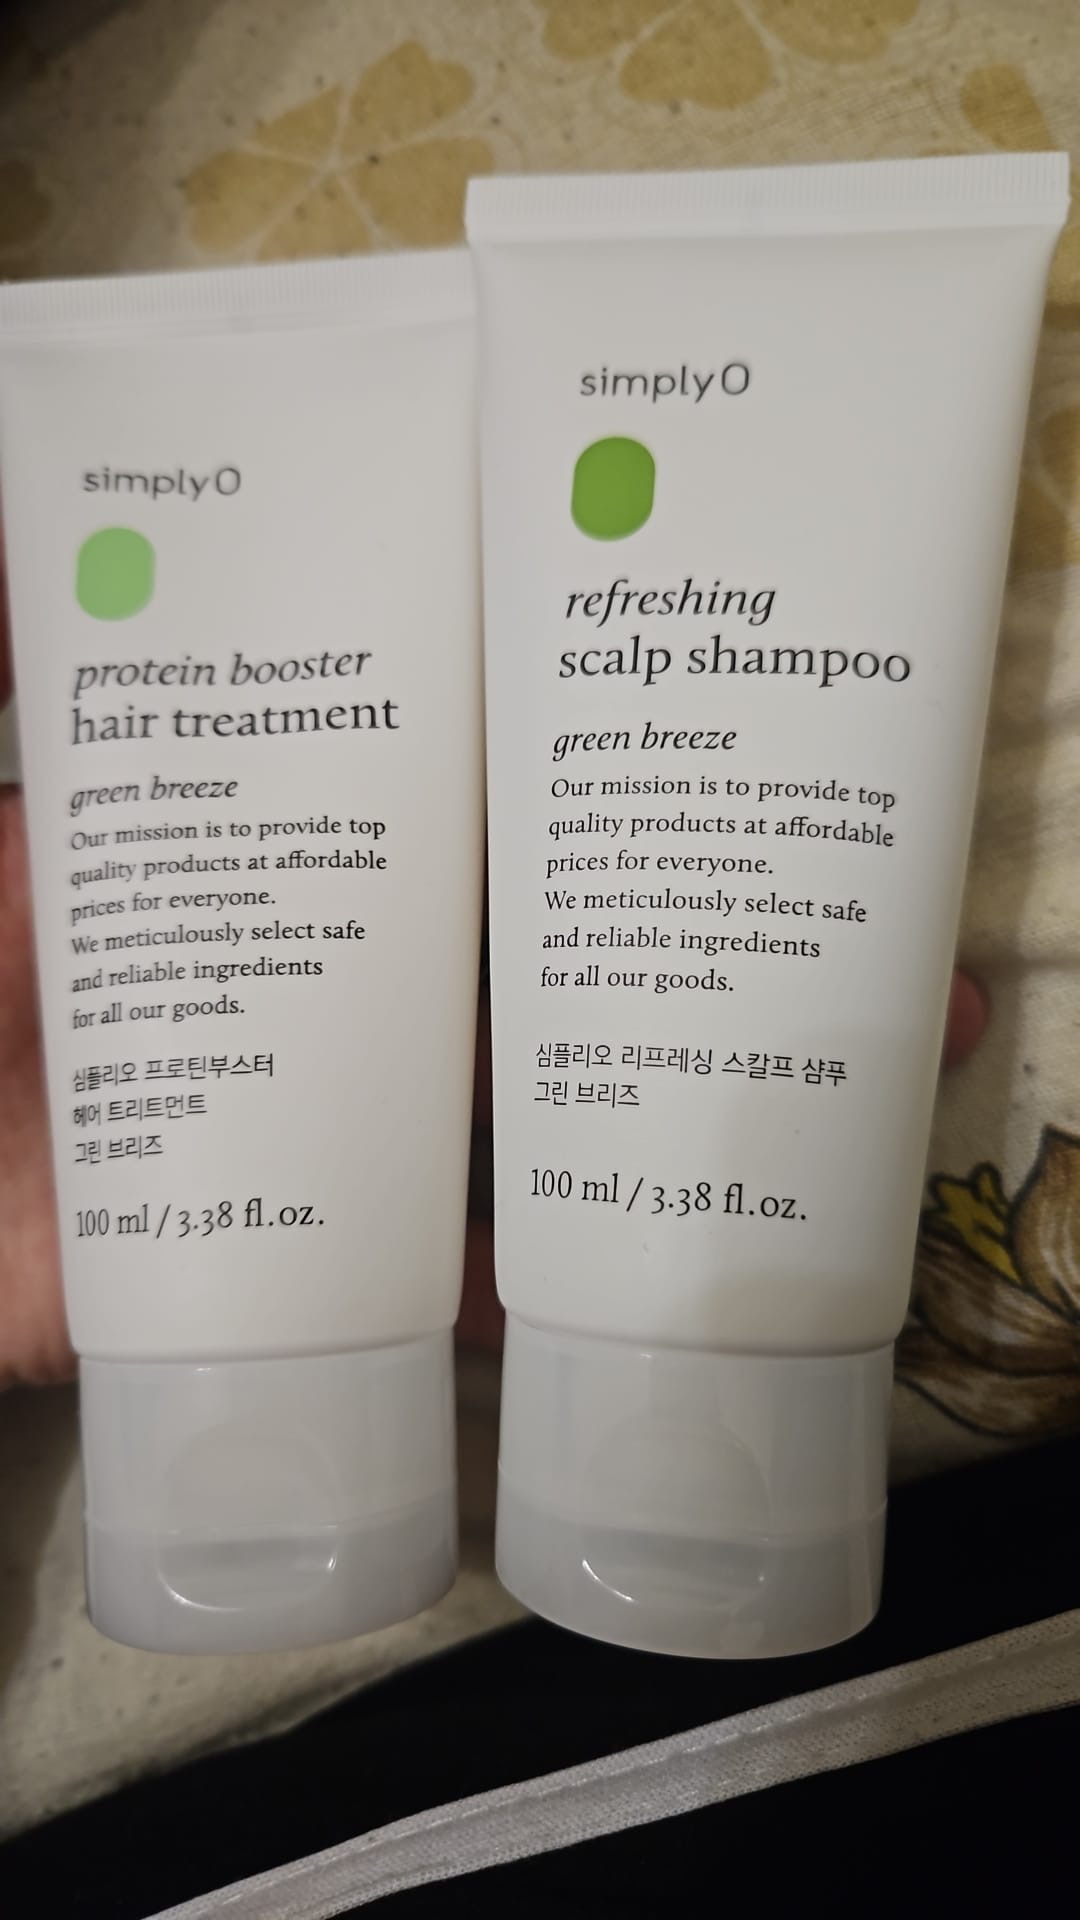 simplyO
protein booster
hair treatment
green breeze
Our mission is to provide top
quality products at affordable
prices for everyone.
We meticulously select safe
and reliable ingredients
for all our goods.
심플리오 프로틴부스터
헤어 트리트먼트
그린 브리즈
100 ml / 3.38 fl.oz.
simplyO
refreshing
scalp shampoo
green breeze
Our mission is to provide top
quality products at affordable
prices for everyone.
We meticulously select safe
and reliable ingredients
for all our goods.
심플리오 리프레싱 스칼프 샴푸
그린 브리즈
100 ml / 3.38 fl.oz.